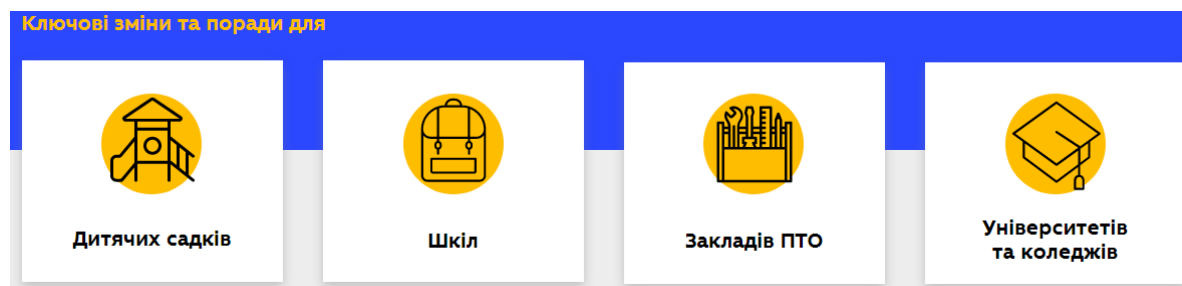 Ключові зміни та поради для
Дитячих садків
Шкіл
Закладів ПТО
Університетів
та коледжів